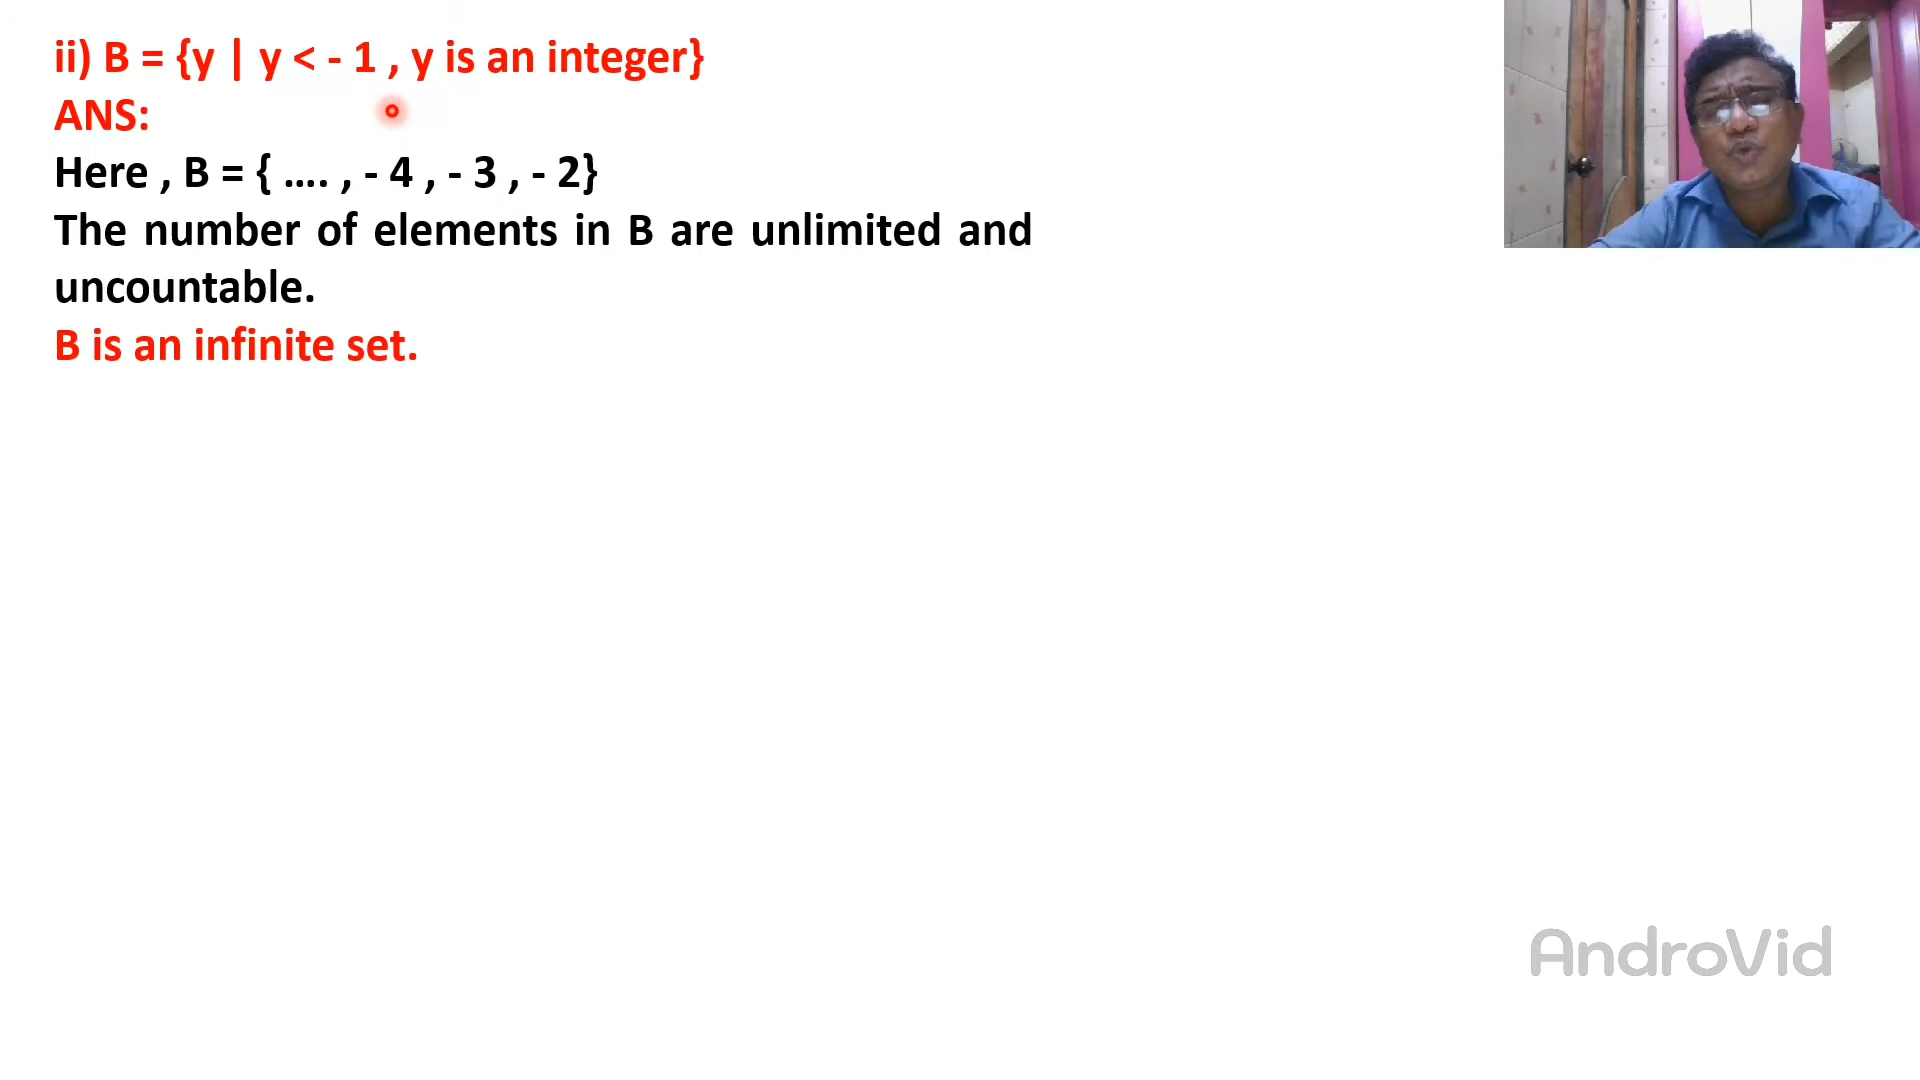 ii) B = {y | y < - 1 , y is an integer}
ANS:
Here , B = { .... , - 4 , - 3 , - 2}
The number of elements in B are unlimited and
uncountable.
B is an infinite set.
AndroVid